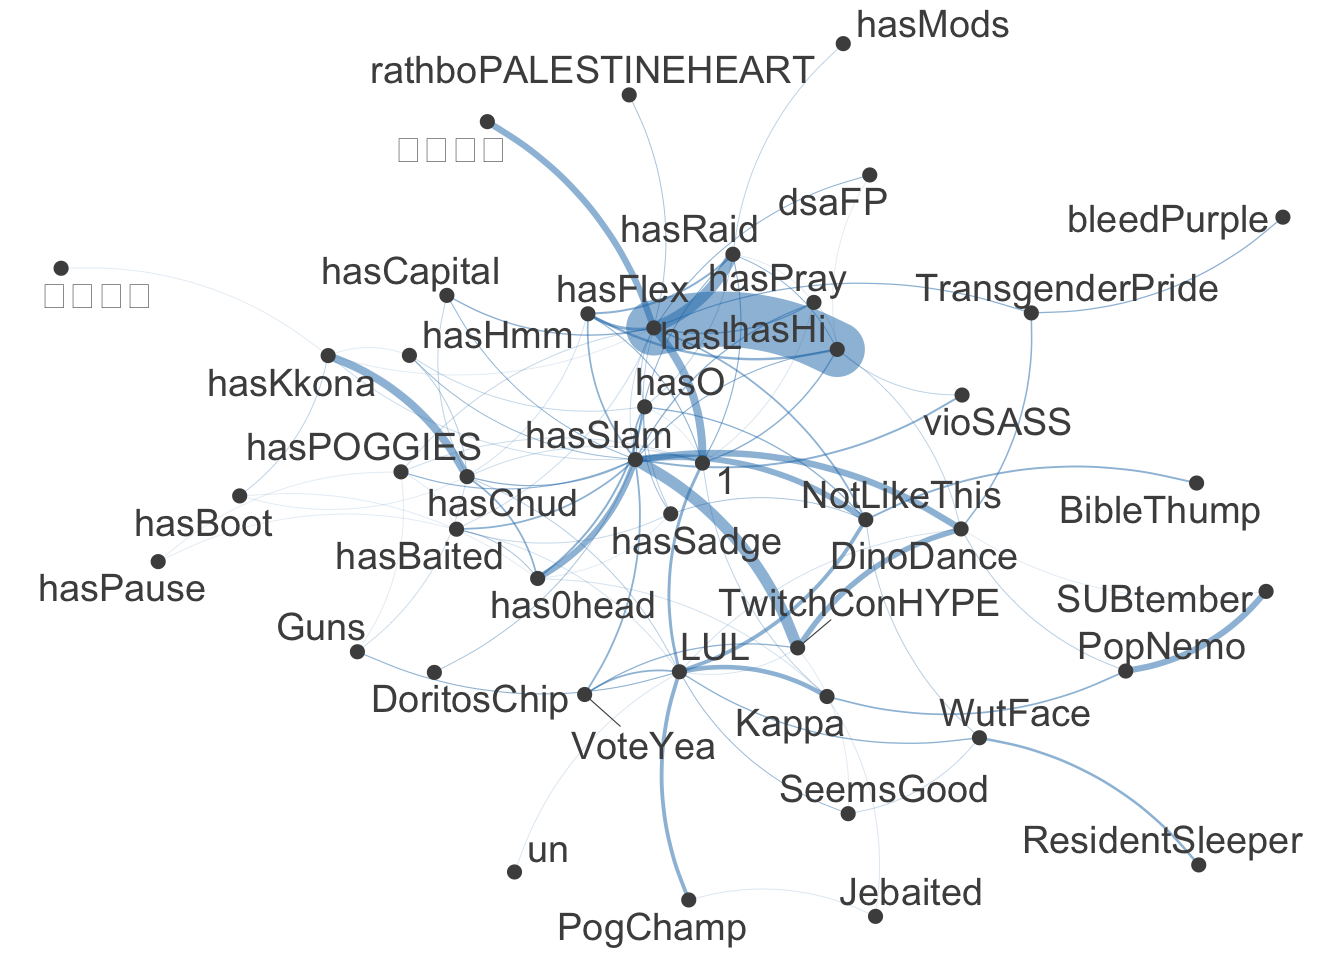 hasMods
rathboPALESTINEHEART
dsaFP
bleedPurple
hasRaid
hasCapital
hasFlex
hasPray
TransgenderPride
hasHmm
hasL
hasHi
hasKkona
hasO
vioSASS
hasPOGGIES
hasSlam
1
NotLikeThis
hasChud
BibleThump
hasBoot
hasBaited
hasSadge
DinoDance
hasPause
has0head
TwitchConHYPE
SUBtember
Guns
LUL
PopNemo
DoritosChip
Kappa
WutFace
VoteYea
SeemsGood
un
ResidentSleeper
Jebaited
PogChamp